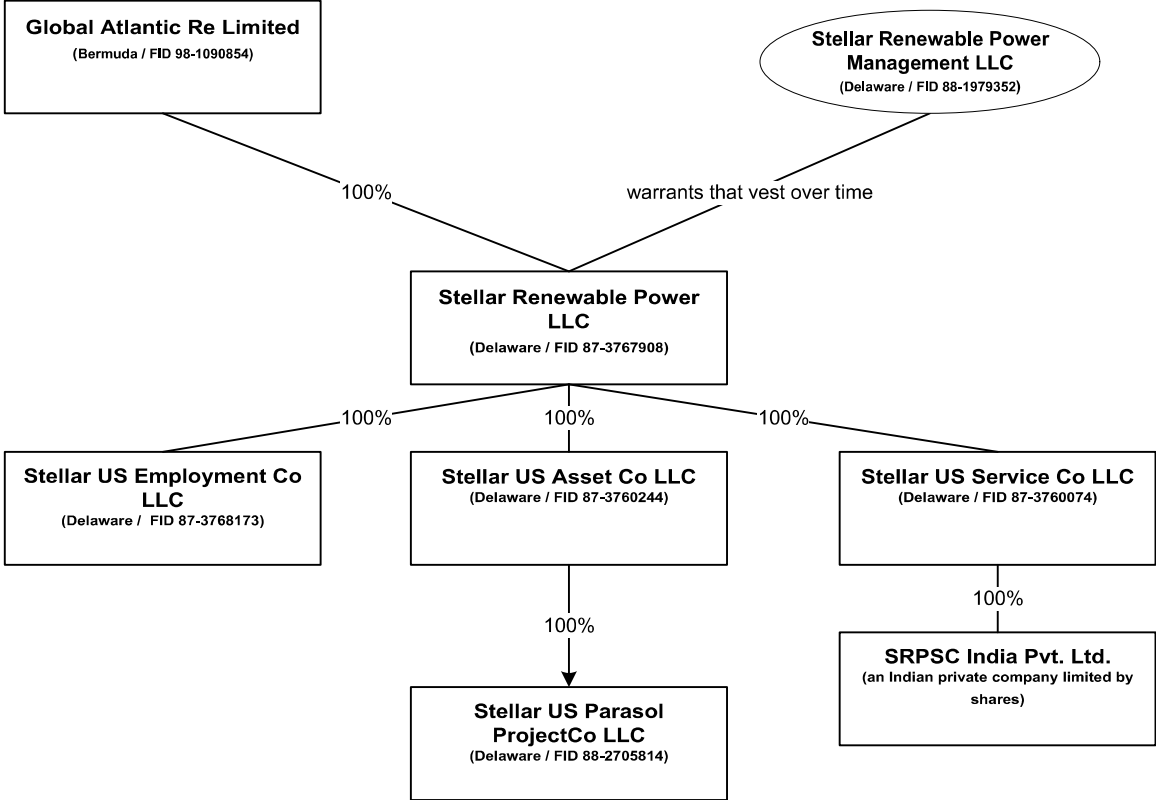 Global Atlantic Re Limited
(Bermuda / FID 98-1090854)
Stellar Renewable Power
Management LLC
(Delaware / FID 88-1979352)
100%
warrants that vest over time
Stellar Renewable Power
LLC
(Delaware / FID 87-3767908)
100%
100%
100%
Stellar US Employment Co
LLC
(Delaware / FID 87-3768173)
Stellar US Asset Co LLC
(Delaware / FID 87-3760244)
Stellar US Service Co LLC
(Delaware / FID 87-3760074)
100%
100%
Stellar US Parasol
ProjectCo LLC
(Delaware / FID 88-2705814)
SRPSC India Pvt. Ltd.
(an Indian private company limited by
shares)